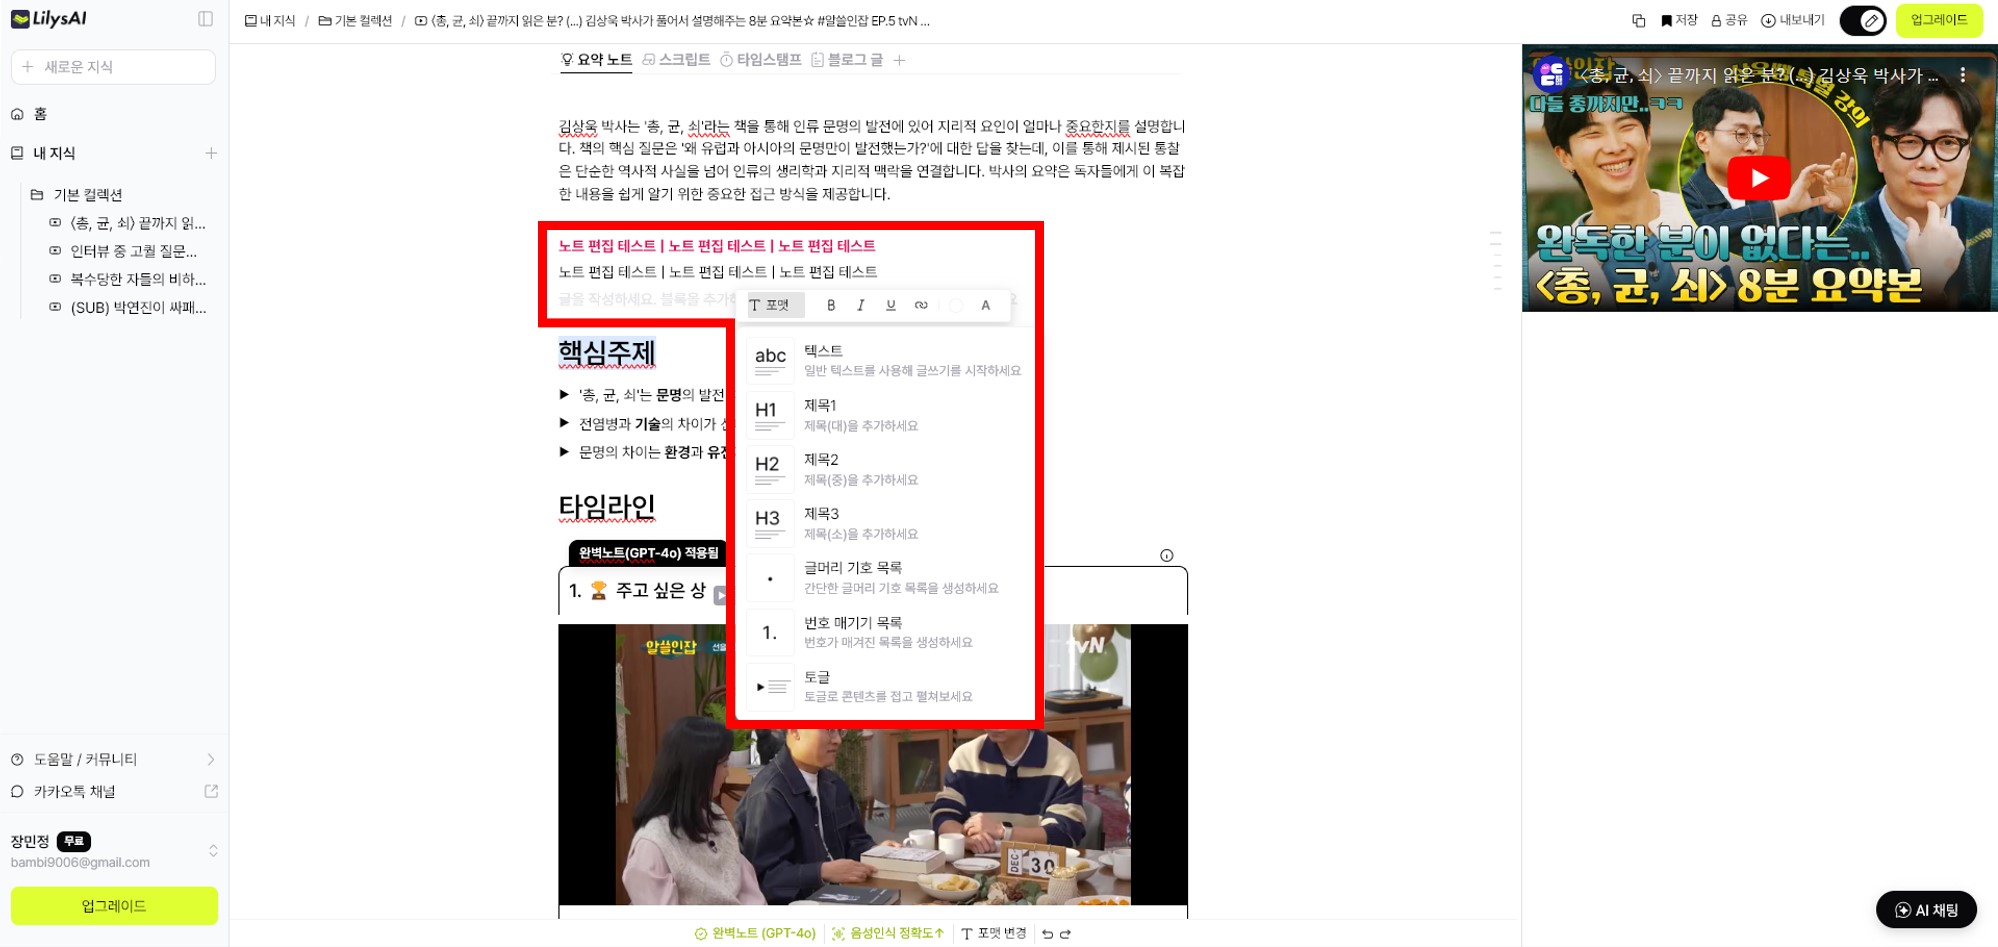 LilysAI
내 지식 / 기본 컬렉션 / 〈총, 균, 쇠〉 끝까지 읽은 분? (...) 김상욱 박사가 풀어서 설명해주는 8분 요약본☆ #알쓸인잡 EP.5 tvN ...
저장 공유 내보내기 업그레이드
새로운 지식
홈
내 지식
기본 컬렉션
〈총, 균, 쇠〉 끝까지 읽...
인터뷰 중 고퀄 질문...
복수당한 자들의 비하...
(SUB) 박연진이 싸패...
도움말 / 커뮤니티
카카오톡 채널
장민정 무료
bambi9006@gmail.com
업그레이드
요약 노트 스크립트 타임스탬프 블로그 글
김상욱 박사는 '총, 균, 쇠'라는 책을 통해 인류 문명의 발전에 있어 지리적 요인이 얼마나 중요한지를 설명합니
다. 책의 핵심 질문은 '왜 유럽과 아시아의 문명만이 발전했는가?'에 대한 답을 찾는데, 이를 통해 제시된 통찰
은 단순한 역사적 사실을 넘어 인류의 생리학과 지리적 맥락을 연결합니다. 박사의 요약은 독자들에게 이 복잡
한 내용을 쉽게 알기 위한 중요한 접근 방식을 제공합니다.
노트 편집 테스트 | 노트 편집 테스트 | 노트 편집 테스트
노트 편집 테스트 | 노트 편집 테스트 | 노트 편집 테스트
글을 작성하세요. 블록을 추가하
T 포맷 B I U A
핵심주제
'총, 균, 쇠'는 문명의 발전
전염병과 기술의 차이가
문명의 차이는 환경과
타임라인
완벽노트(GPT-4o) 적용됨
1. 🏆 주고 싶은 상
abc 텍스트
일반 텍스트를 사용해 글쓰기를 시작하세요
H1 제목1
제목(대)을 추가하세요
H2 제목2
제목(중)을 추가하세요
H3 제목3
제목(소)을 추가하세요
글머리 기호 목록
간단한 글머리 기호 목록을 생성하세요
1. 번호 매기기 목록
번호가 매겨진 목록을 생성하세요
토글
토글로 콘텐츠를 접고 펼쳐보세요
알쓸인잡
tvN
DEC 30
완벽노트 (GPT-4o) 음성인식 정확도↑ T 포맷 변경
〈총, 균, 쇠〉 끝까지 읽은 분? (...) 김상욱 박사가 ...
다들 총까지만..ㅋㅋ
완독한 분이 없다는..
〈총, 균, 쇠〉 8분 요약본
AI 채팅